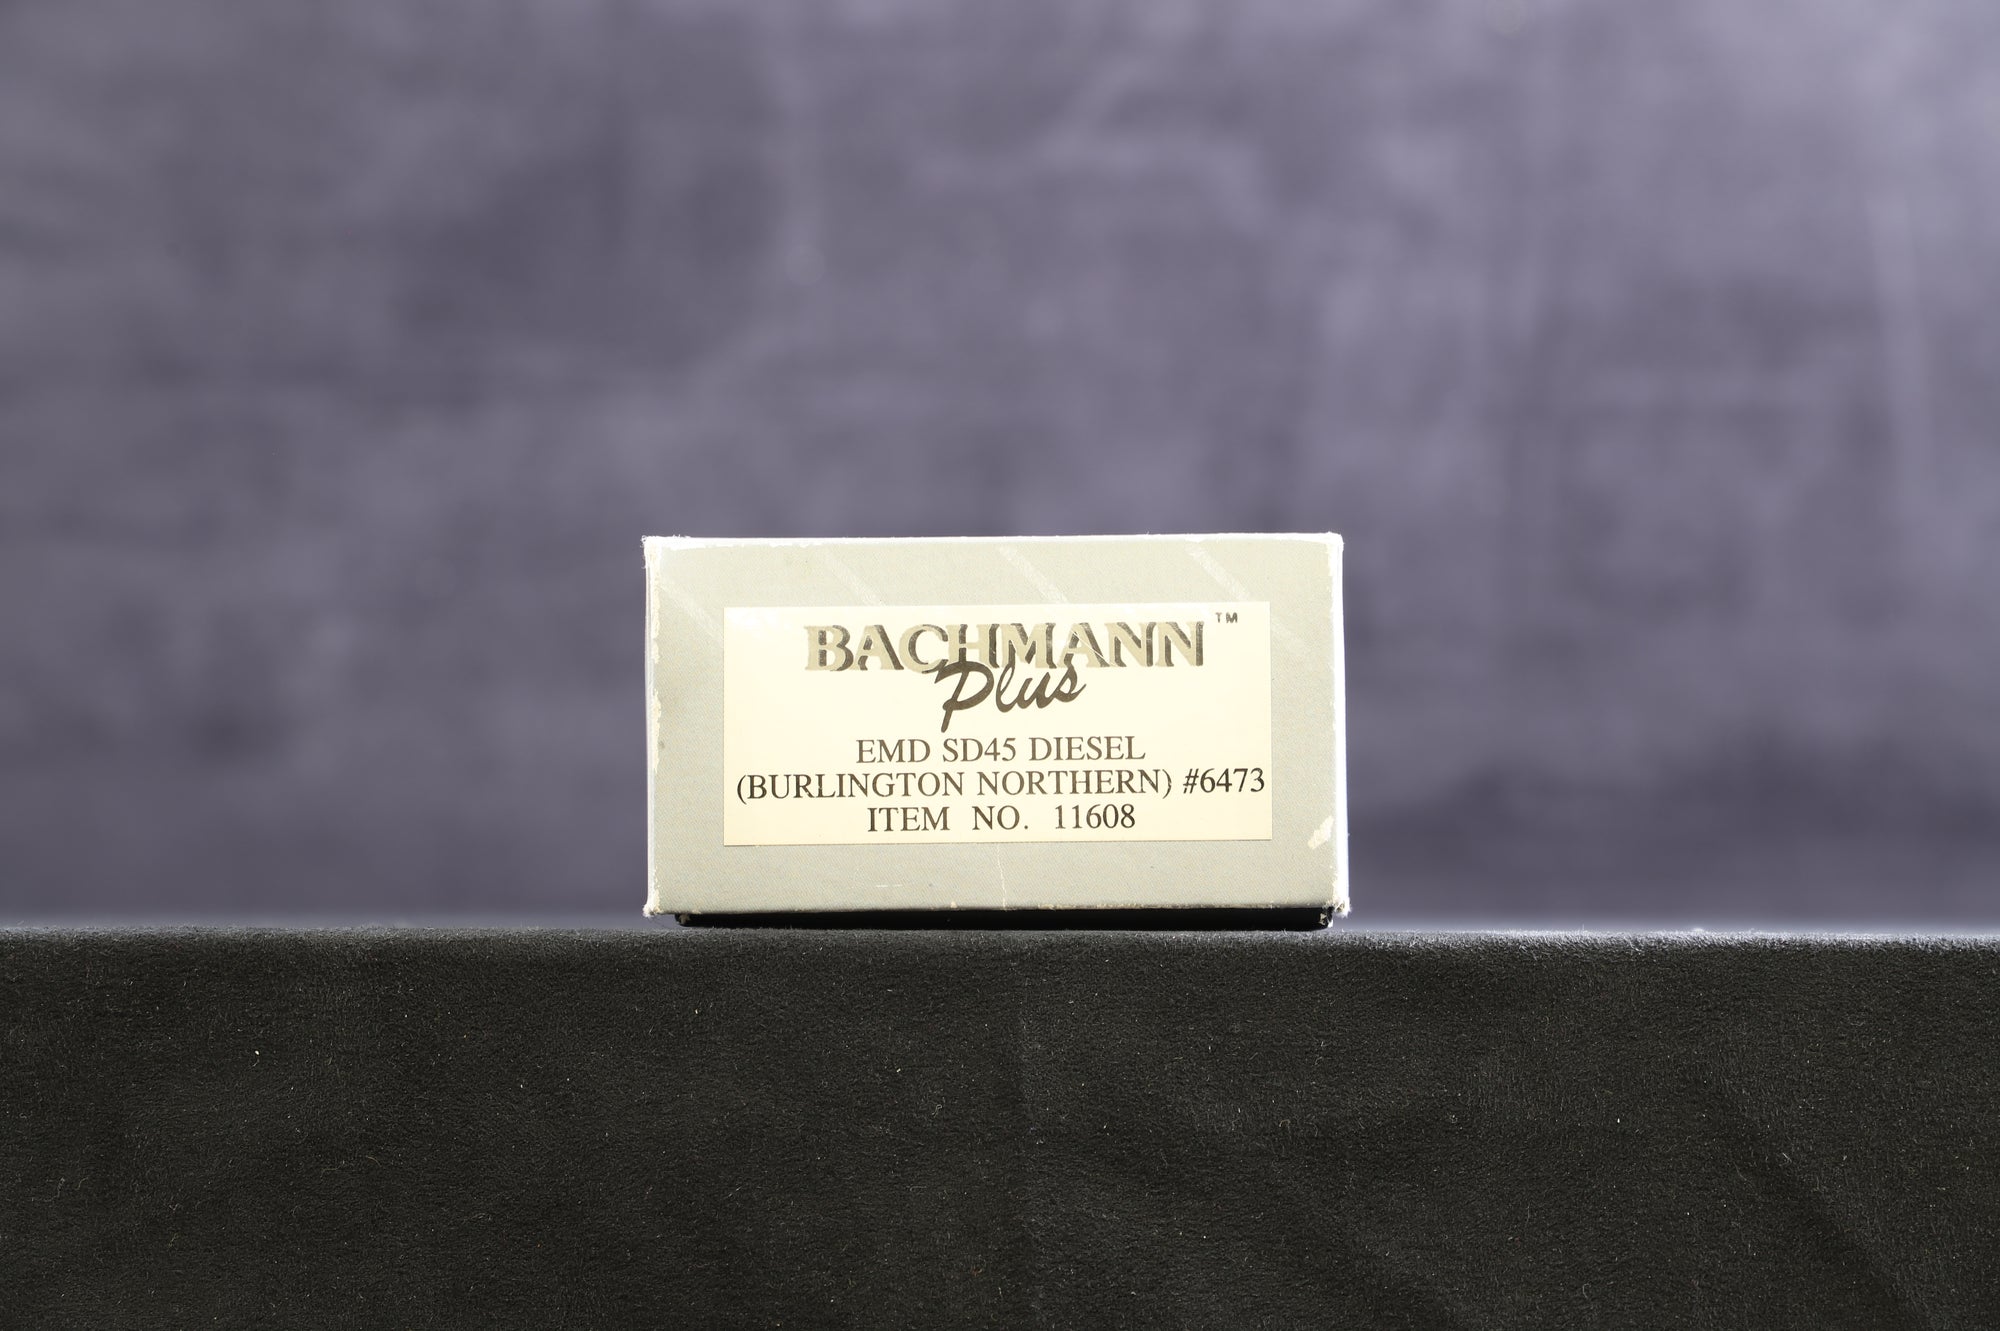 BACHMANN™
Plus
EMD SD45 DIESEL
(BURLINGTON NORTHERN) #6473
ITEM NO. 11608